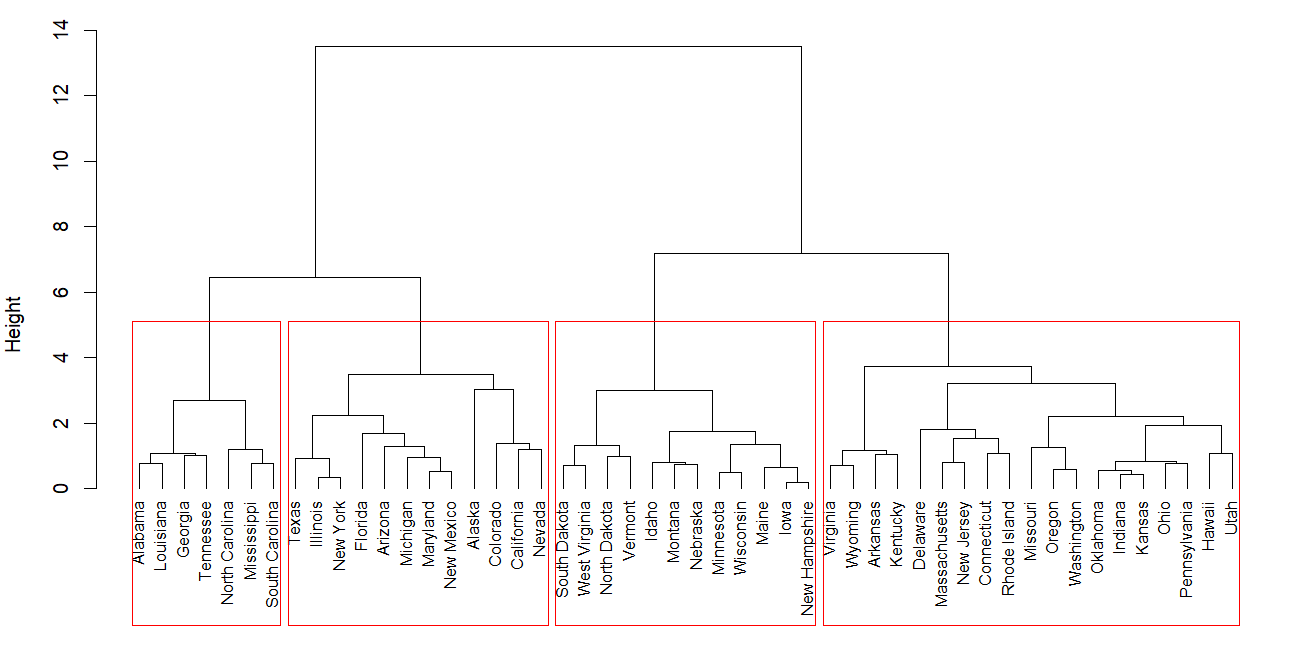 Height
14
12
10
8
6
4
2
0
Alabama
Louisiana
Georgia
Tennessee
North Carolina
Mississippi
South Carolina
Texas
Illinois
New York
Florida
Arizona
Michigan
Maryland
New Mexico
Alaska
Colorado
California
Nevada
South Dakota
West Virginia
North Dakota
Vermont
Idaho
Montana
Nebraska
Minnesota
Wisconsin
Maine
Iowa
New Hampshire
Virginia
Wyoming
Arkansas
Kentucky
Delaware
Massachusetts
New Jersey
Connecticut
Rhode Island
Missouri
Oregon
Washington
Oklahoma
Indiana
Kansas
Ohio
Pennsylvania
Hawaii
Utah